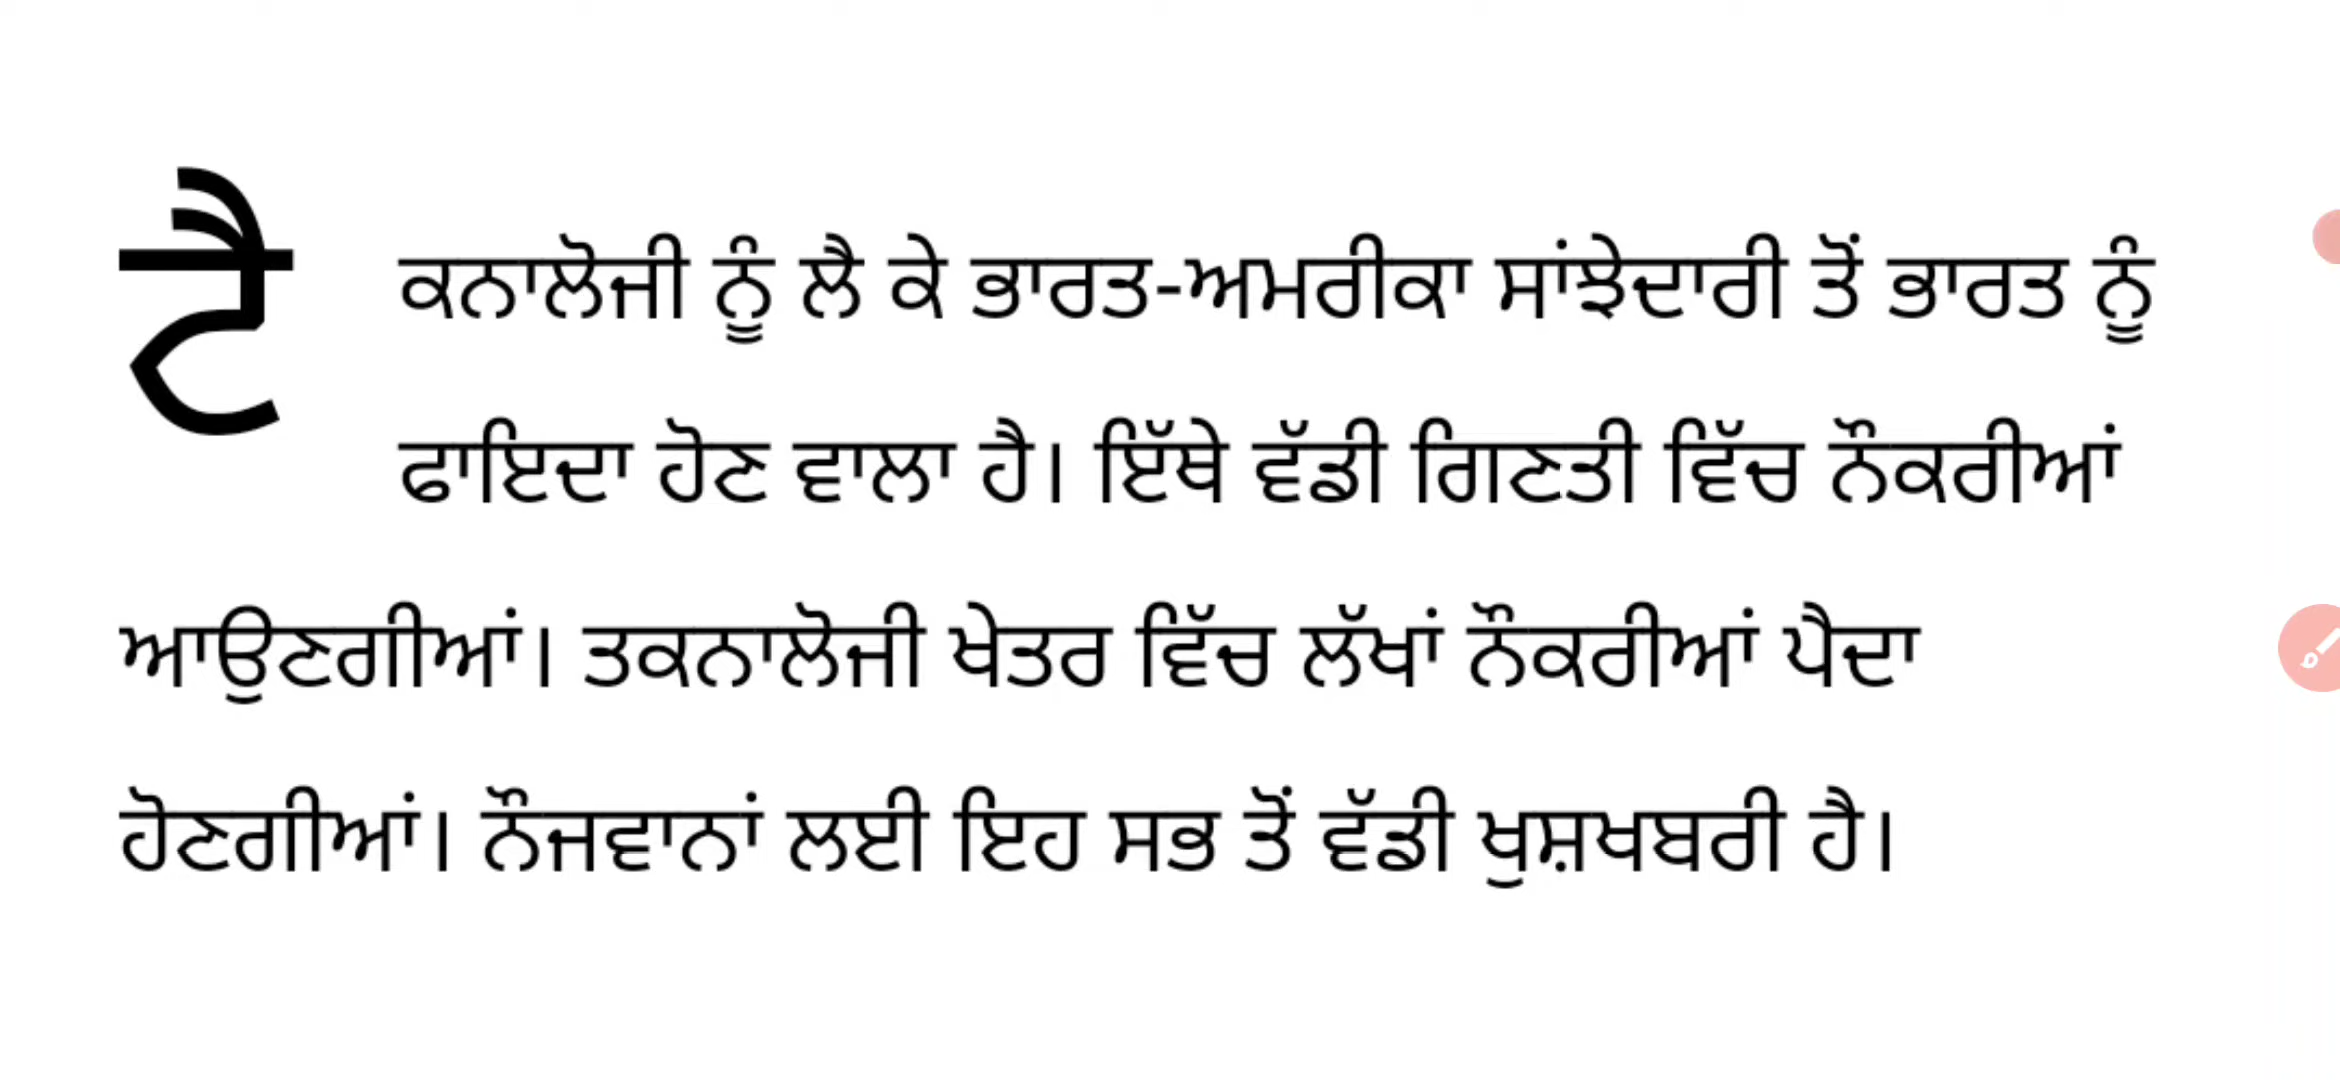 ਟੈਕਨਾਲੋਜੀ ਨੂੰ ਲੈ ਕੇ ਭਾਰਤ-ਅਮਰੀਕਾ ਸਾਂਝੇਦਾਰੀ ਤੋਂ ਭਾਰਤ ਨੂੰ
ਫਾਇਦਾ ਹੋਣ ਵਾਲਾ ਹੈ। ਇੱਥੇ ਵੱਡੀ ਗਿਣਤੀ ਵਿੱਚ ਨੌਕਰੀਆਂ
ਆਉਣਗੀਆਂ। ਤਕਨਾਲੋਜੀ ਖੇਤਰ ਵਿੱਚ ਲੱਖਾਂ ਨੌਕਰੀਆਂ ਪੈਦਾ
ਹੋਣਗੀਆਂ। ਨੌਜਵਾਨਾਂ ਲਈ ਇਹ ਸਭ ਤੋਂ ਵੱਡੀ ਖੁਸ਼ਖਬਰੀ ਹੈ।